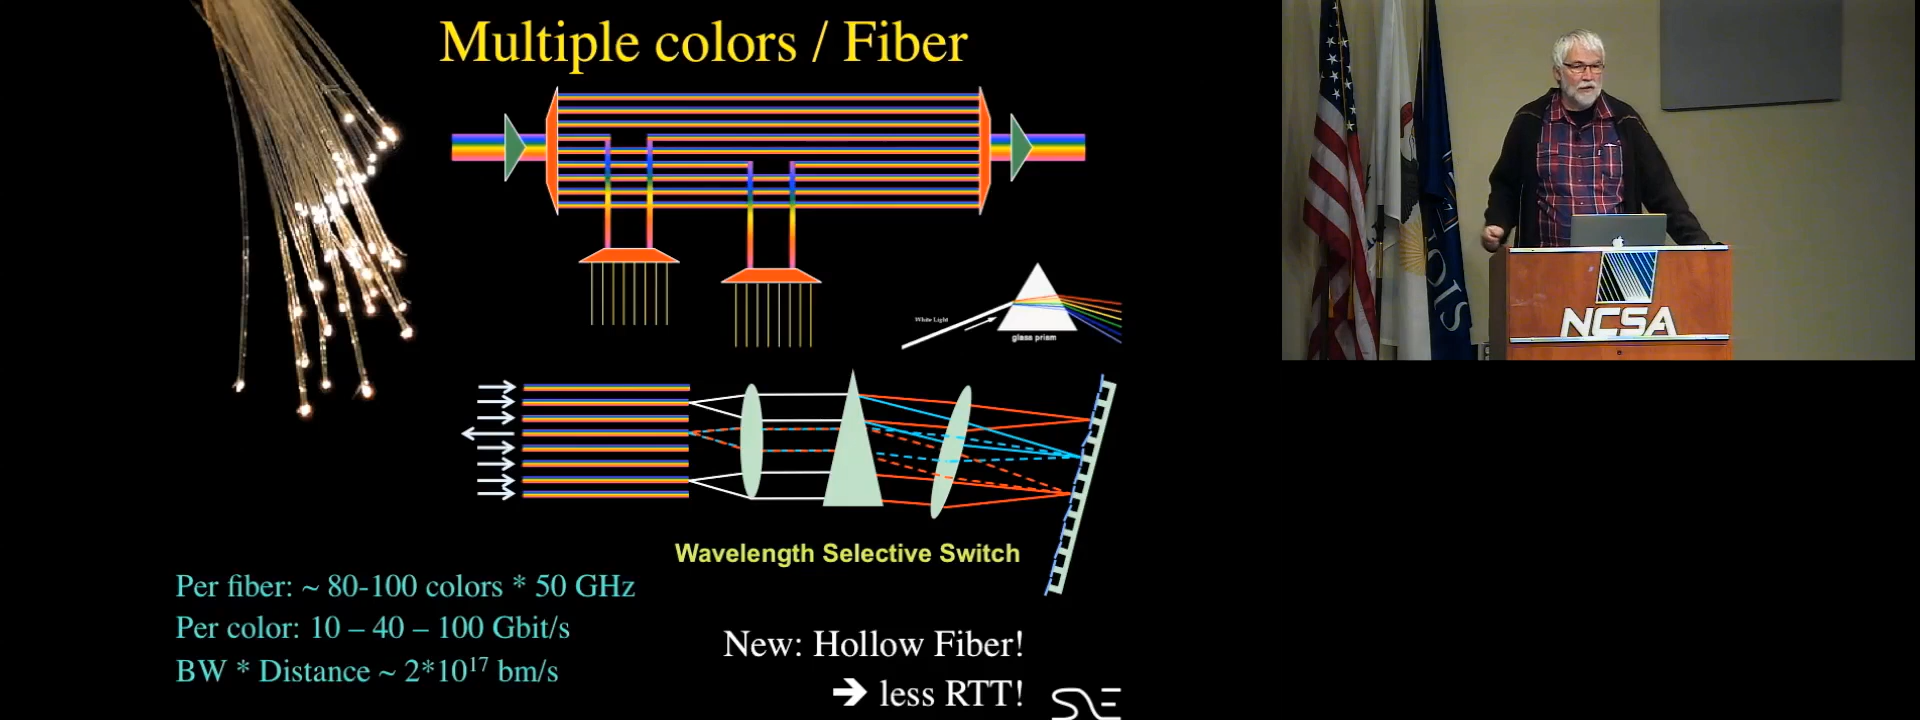 Multiple colors / Fiber
White Light
glass prism
Wavelength Selective Switch
Per fiber: ~ 80-100 colors * 50 GHz
Per color: 10 – 40 – 100 Gbit/s
BW * Distance ~ 2*10¹⁷ bm/s
New: Hollow Fiber!
➔ less RTT!
NCSA